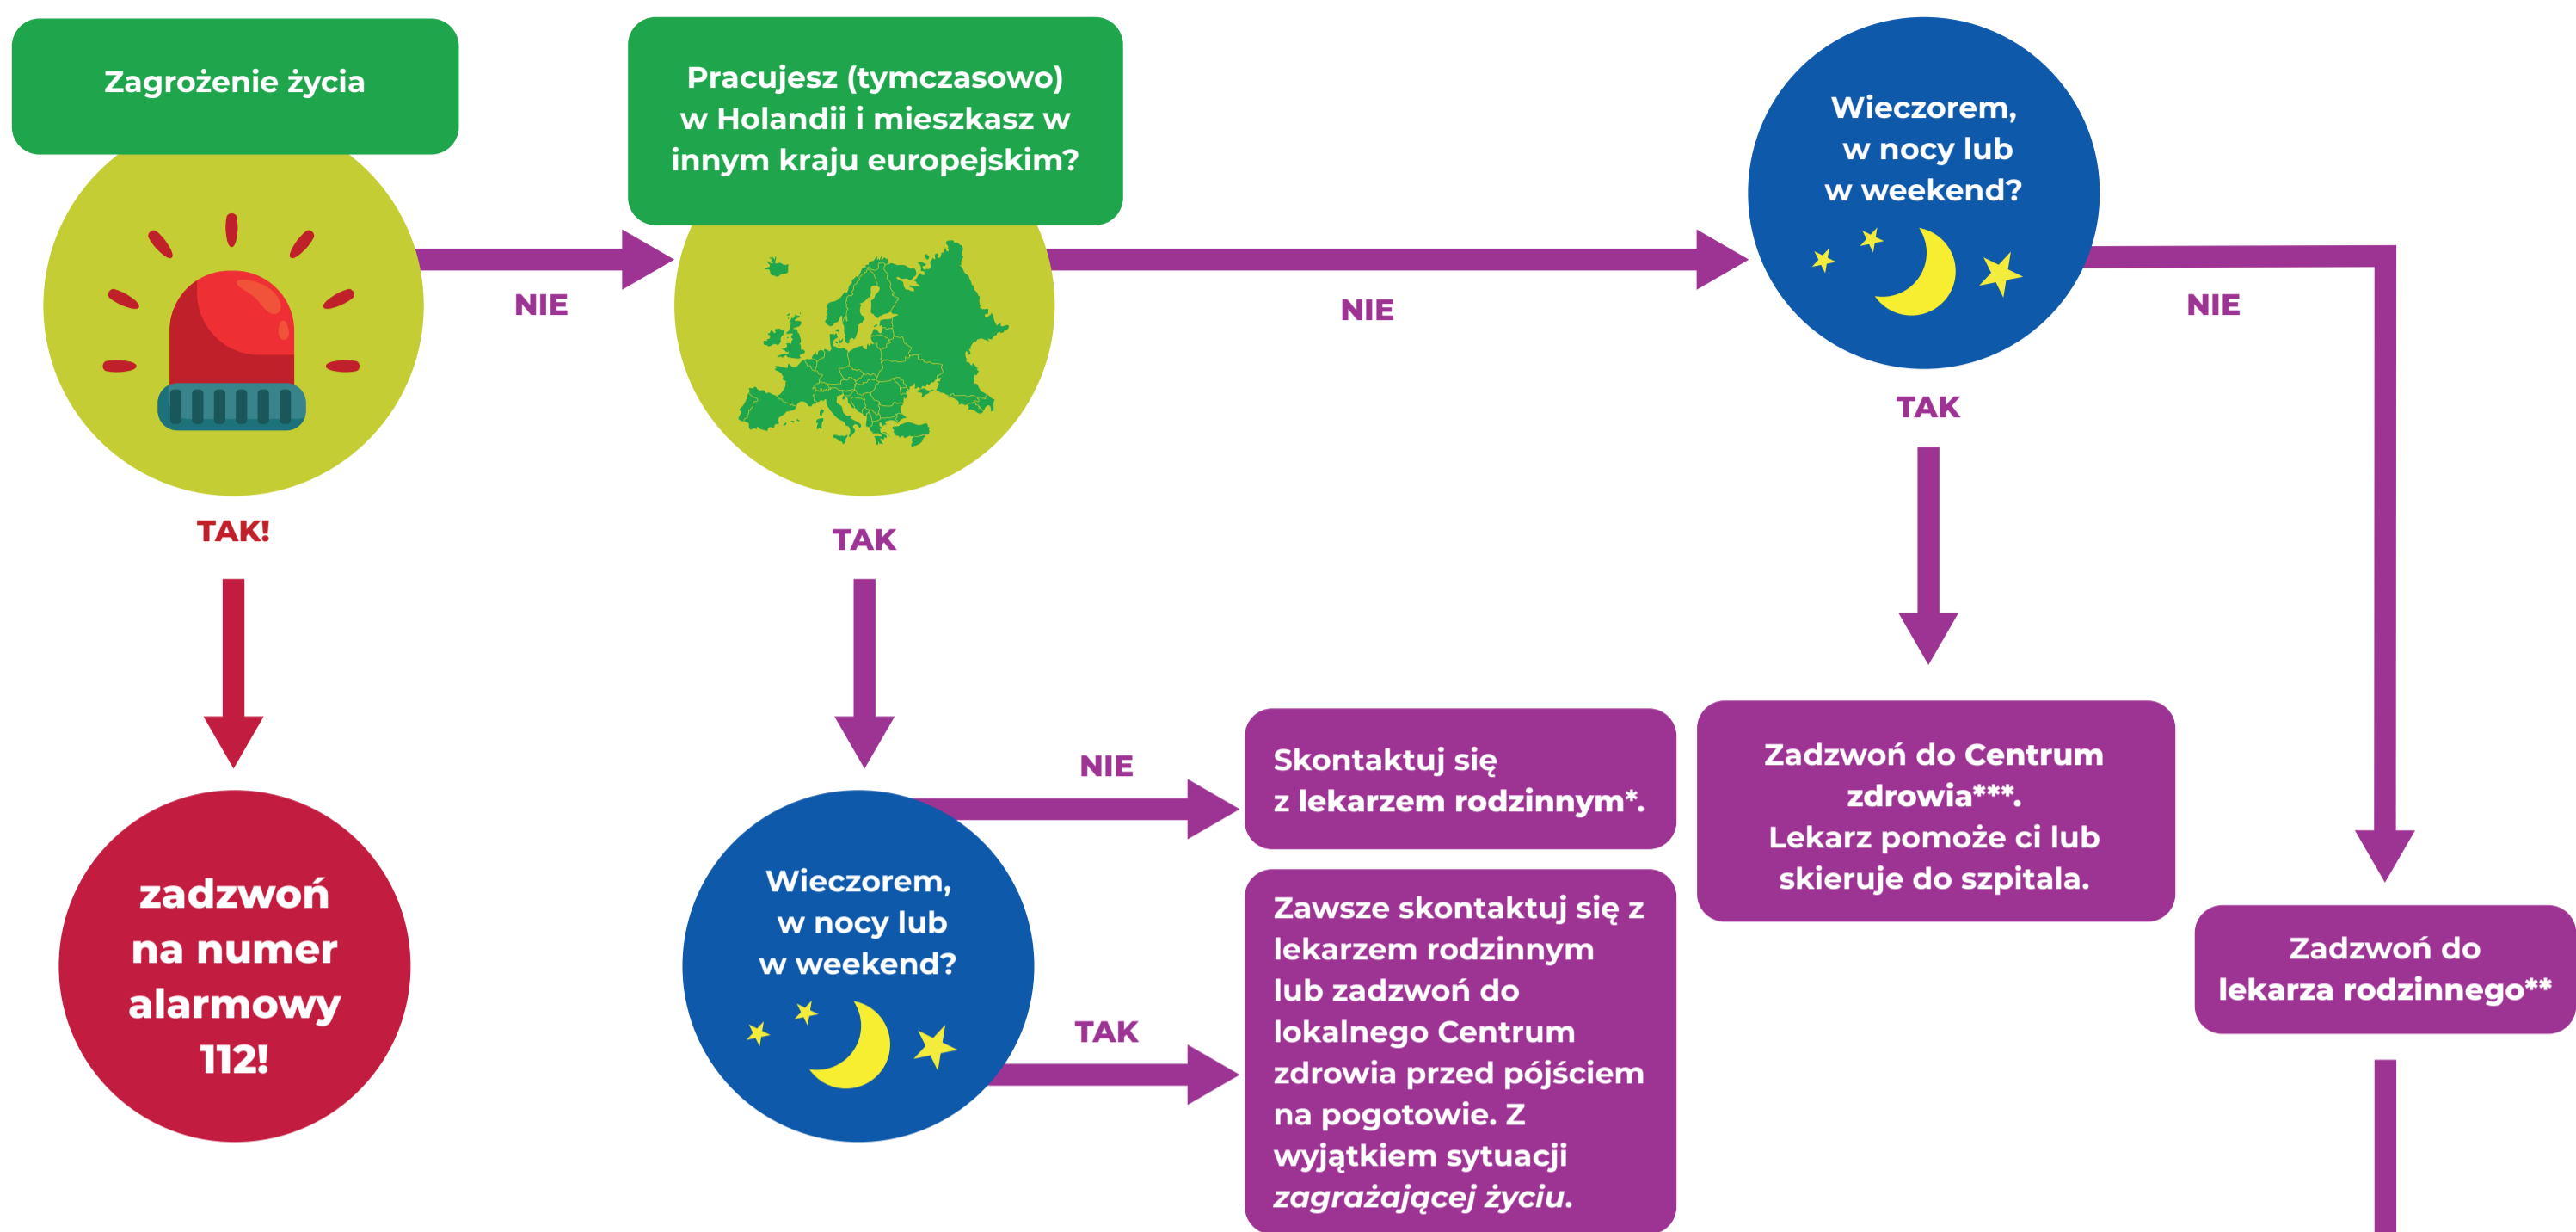 Zagrożenie życia
NIE
TAK!
zadzwoń
na numer
alarmowy
112!
Pracujesz (tymczasowo)
w Holandii i mieszkasz w
innym kraju europejskim?
NIE
TAK
Wieczorem,
w nocy lub
w weekend?
NIE
Skontaktuj się
z lekarzem rodzinnym*.
TAK
Zawsze skontaktuj się z
lekarzem rodzinnym
lub zadzwoń do
lokalnego Centrum
zdrowia przed pójściem
na pogotowie. Z
wyjątkiem sytuacji
zagrażającej życiu.
Wieczorem,
w nocy lub
w weekend?
NIE
TAK
Zadzwoń do Centrum
zdrowia***.
Lekarz pomoże ci lub
skieruje do szpitala.
Zadzwoń do
lekarza rodzinnego**